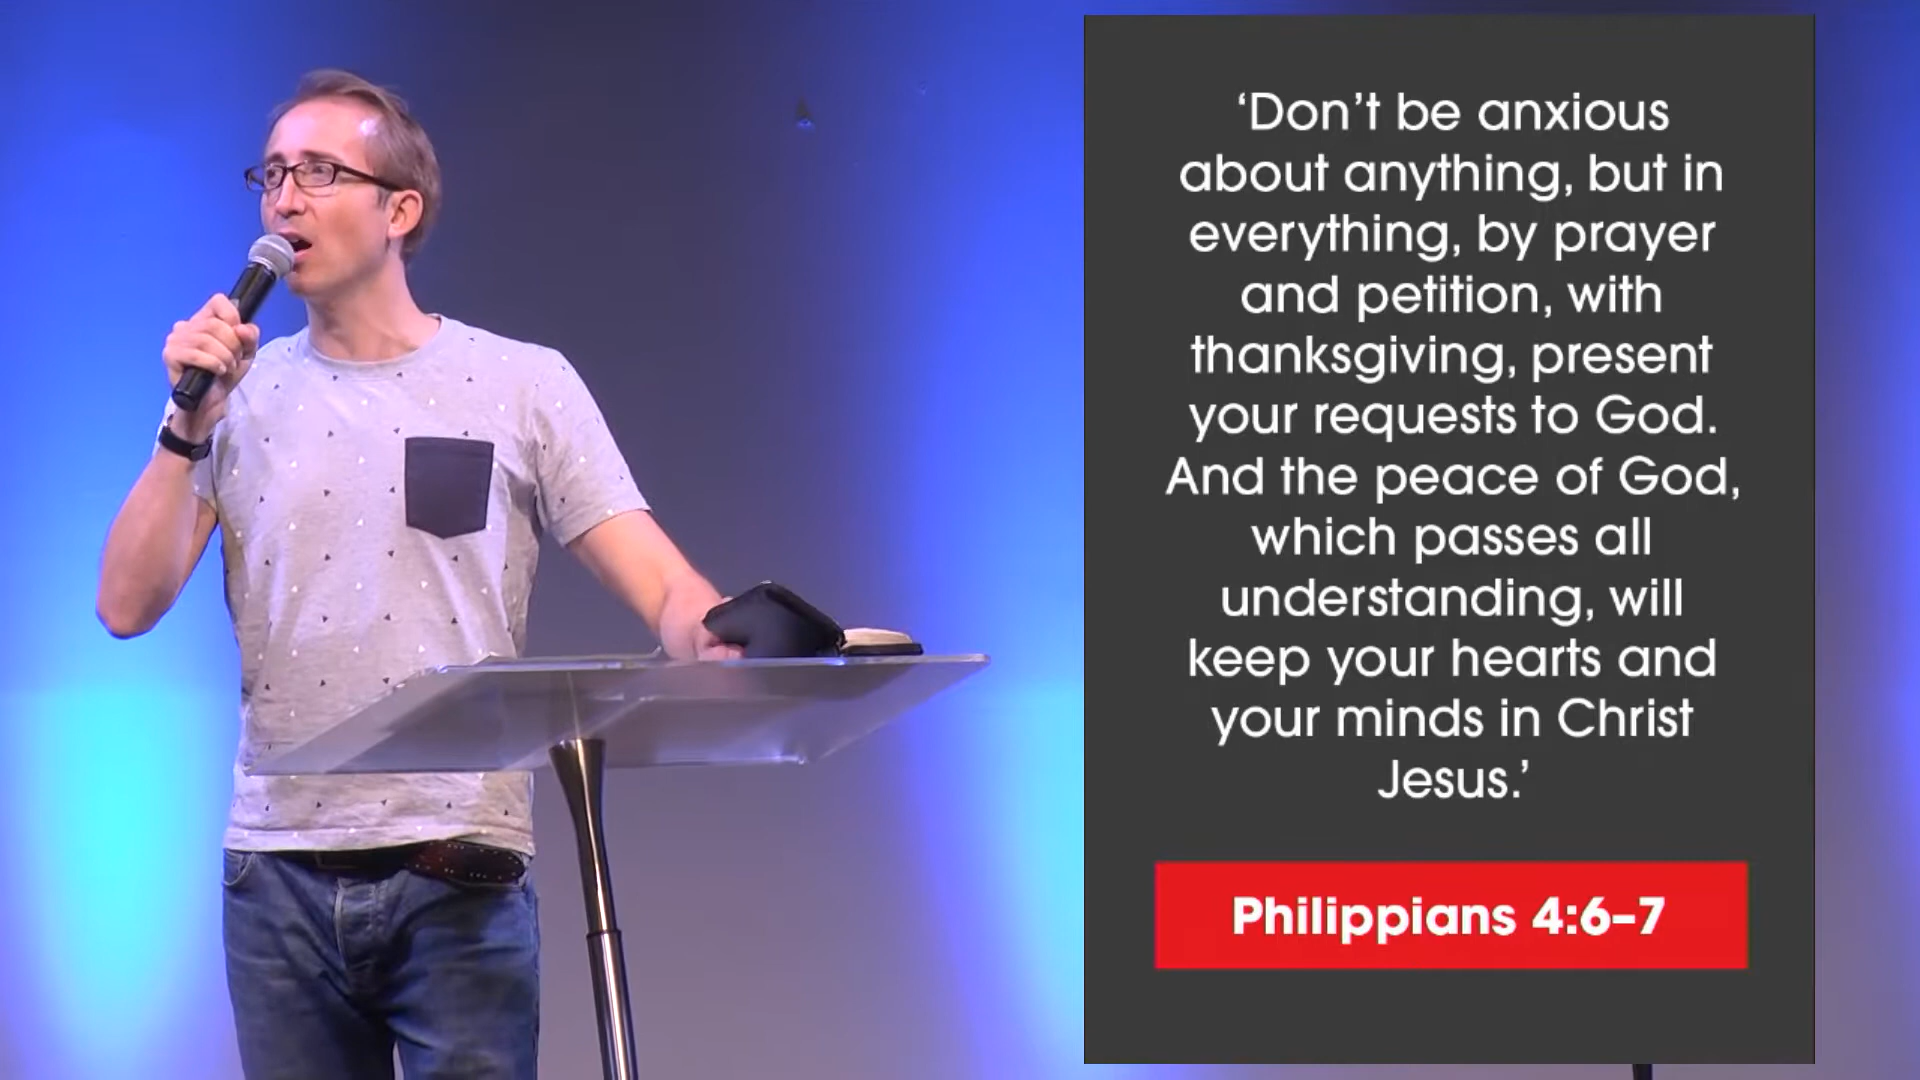 ‘Don’t be anxious
about anything, but in
everything, by prayer
and petition, with
thanksgiving, present
your requests to God.
And the peace of God,
which passes all
understanding, will
keep your hearts and
your minds in Christ
Jesus.’
Philippians 4:6–7